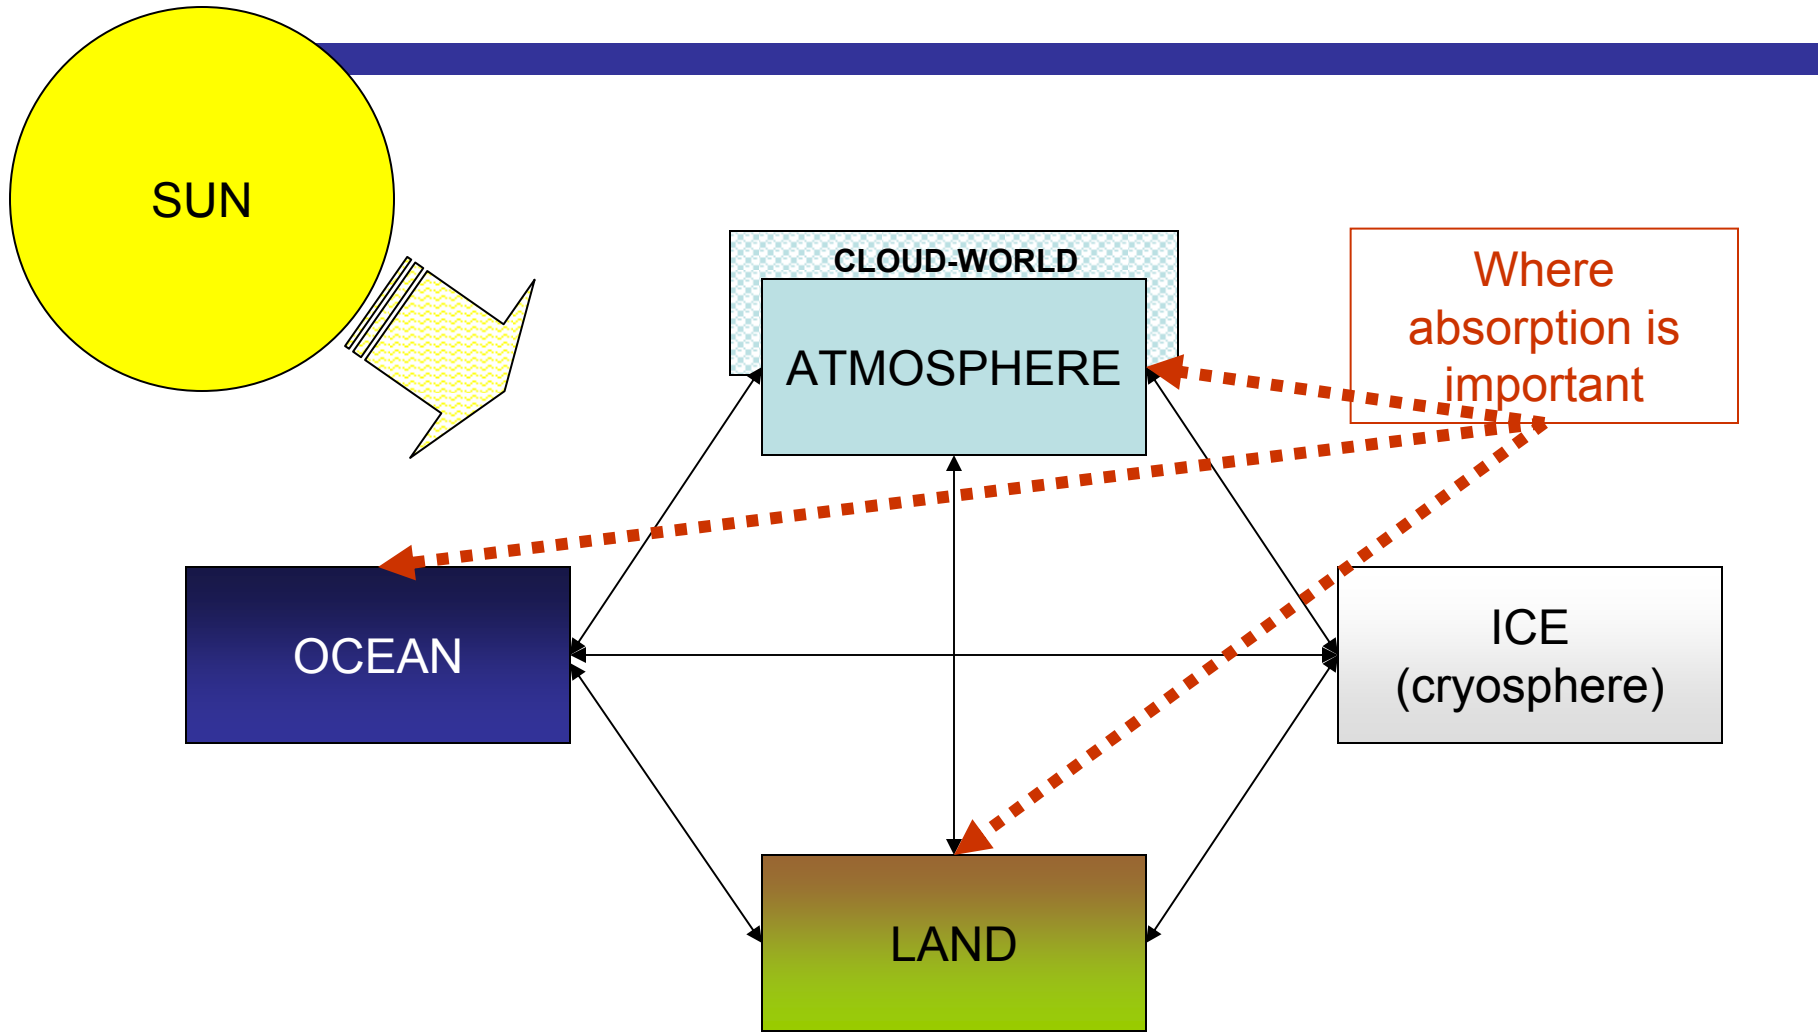 SUN
CLOUD-WORLD
ATMOSPHERE
Where
absorption is
important
OCEAN
ICE
(cryosphere)
LAND